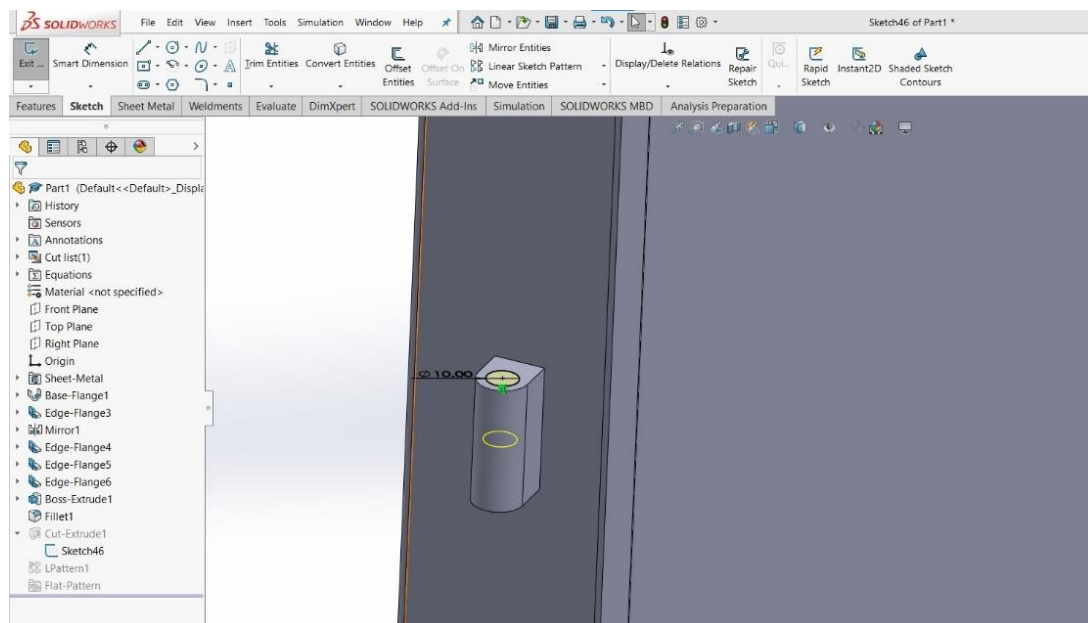 SOLIDWORKS File Edit View Insert Tools Simulation Window Help Sketch46 of Part1 *
Exit ... Smart Dimension Trim Entities Convert Entities Offset Entities Offset On Surface Mirror Entities Linear Sketch Pattern Move Entities Display/Delete Relations Repair Sketch Qui... Rapid Sketch Instant2D Shaded Sketch Contours
Features Sketch Sheet Metal Weldments Evaluate DimXpert SOLIDWORKS Add-Ins Simulation SOLIDWORKS MBD Analysis Preparation
Part1 (Default<<Default>_Displa
History
Sensors
Annotations
Cut list(1)
Equations
Material <not specified>
Front Plane
Top Plane
Right Plane
Origin
Sheet-Metal
Base-Flange1
Edge-Flange3
Mirror1
Edge-Flange4
Edge-Flange5
Edge-Flange6
Boss-Extrude1
Fillet1
Cut-Extrude1
Sketch46
LPattern1
Flat-Pattern
Ø 10.00